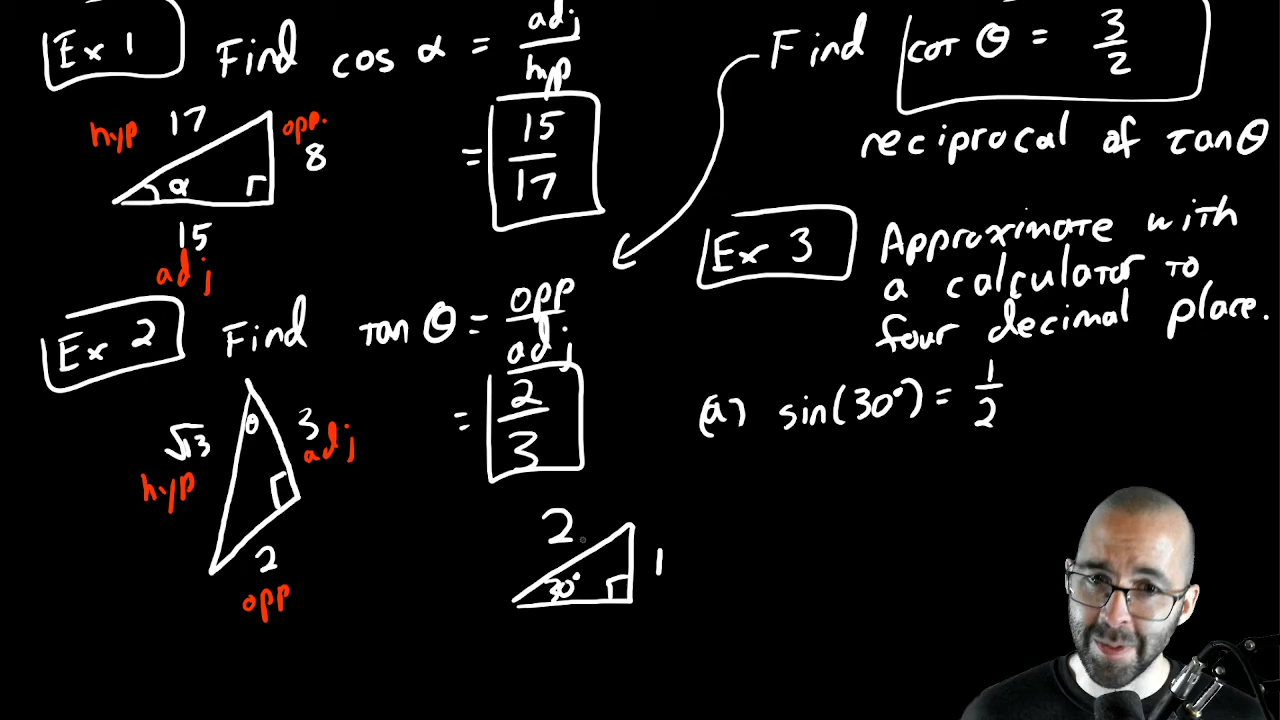 Ex 1 Find cos α = adj/hyp
hyp 17 opp.
8
α
15
adj
= 15/17
Find cot θ = 3/2
reciprocal of tanθ
Ex 2 Find tan θ = opp/adj
θ
√13 3
hyp adj
2
opp
= 2/3
2
30° 1
Ex 3 Approximate with
a calculator to
four decimal place.
(a) sin(30°) = 1/2